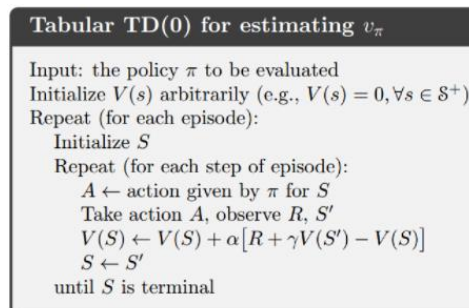 Tabular TD(0) for estimating vπ
Input: the policy π to be evaluated
Initialize V(s) arbitrarily (e.g., V(s) = 0, ∀s ∈ S⁺)
Repeat (for each episode):
Initialize S
Repeat (for each step of episode):
A ← action given by π for S
Take action A, observe R, S′
V(S) ← V(S) + α[R + γV(S′) − V(S)]
S ← S′
until S is terminal